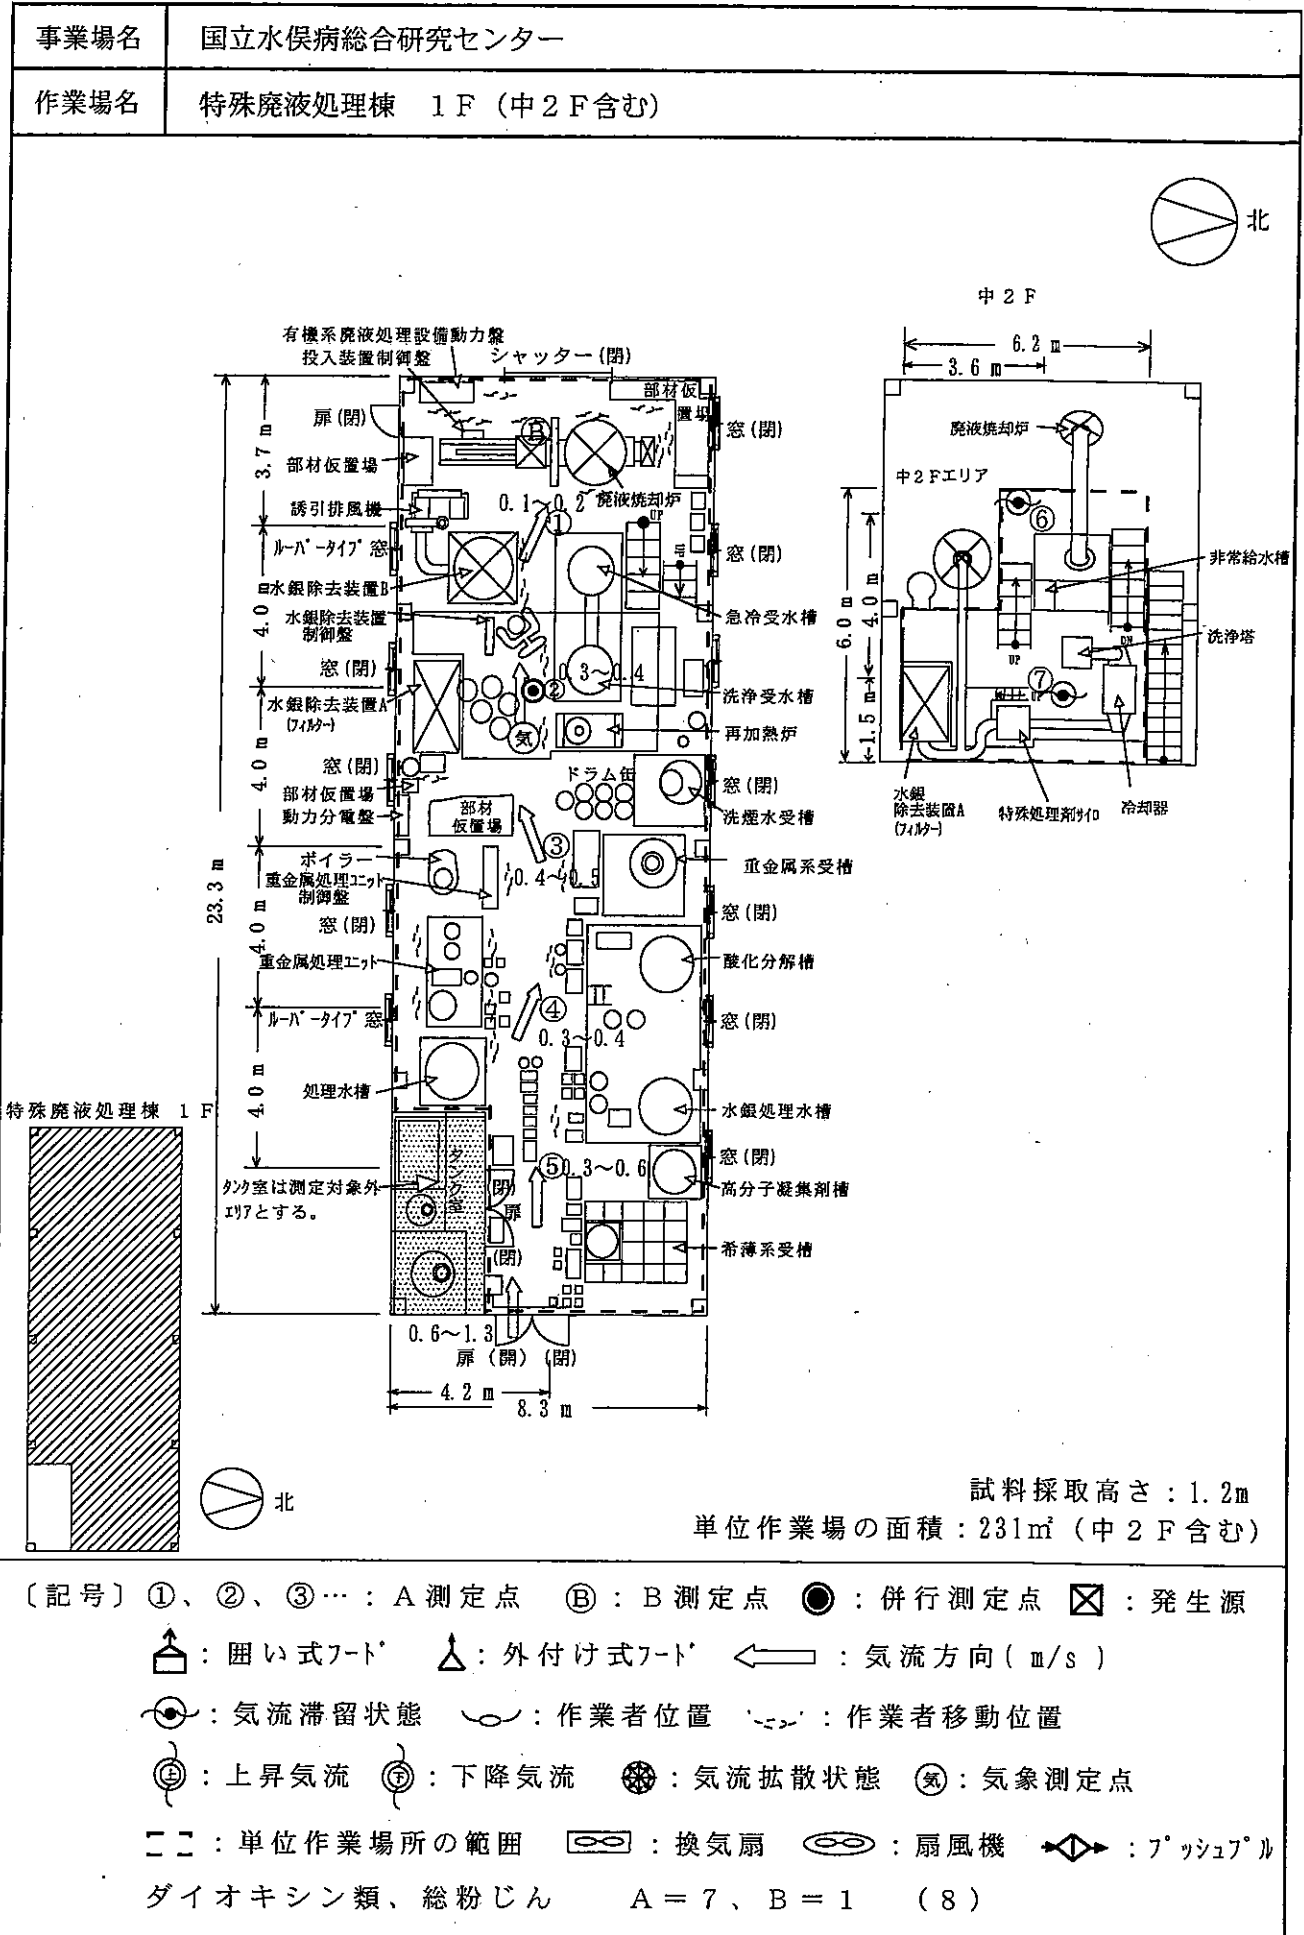 事業場名 国立水俣病総合研究センター
作業場名 特殊廃液処理棟 1F (中2F含む)
北
中2F
6.2 m
3.6 m
有機系廃液処理設備動力盤
投入装置制御盤
シャッター(閉)
部材仮
置場
扉(閉)
B
窓(閉)
3.7 m
部材仮置場
誘引排風機
0.1~0.2
廃液焼却炉
UP
①
ルーバータイプ窓
窓(閉)
水銀除去装置B
UP
4.0 m
水銀除去装置
制御盤
急冷受水槽
窓(閉)
0.3~0.4
②
水銀除去装置A
(フィルター)
洗浄受水槽
気
再加熱炉
窓(閉)
ドラム缶
窓(閉)
4.0 m
部材仮置場
動力分電盤
部材
仮置場
洗煙水受槽
③
ボイラー
重金属系受槽
重金属処理ユニット
制御盤
0.4~0.5
23.3 m
窓(閉)
窓(閉)
4.0 m
重金属処理ユニット
酸化分解槽
ルーバータイプ窓
④
窓(閉)
0.3~0.4
4.0 m
処理水槽
水銀処理水槽
タンク室
⑤
0.3~0.6
窓(閉)
タンク室は測定対象外
エリアとする。
(閉)
扉
(閉)
高分子凝集剤槽
希薄系受槽
0.6~1.3
扉(開)(閉)
4.2 m
8.3 m
廃液焼却炉
中2Fエリア
⑥
非常給水槽
6.0 m
4.0 m
1.5 m
UP
DN
洗浄塔
⑦
UP
水銀
除去装置A
(フィルター)
特殊処理剤サイロ
冷却器
特殊廃液処理棟 1F
北
試料採取高さ:1.2m
単位作業場の面積:231㎡(中2F含む)
〔記号〕①、②、③…:A測定点 Ⓑ:B測定点 :併行測定点 :発生源
:囲い式フード :外付け式フード :気流方向( m/s )
:気流滞留状態 :作業者位置 :作業者移動位置
上:上昇気流 下:下降気流 :気流拡散状態 気:気象測定点
:単位作業場所の範囲 :換気扇 :扇風機 :プッシュプル
ダイオキシン類、総粉じん A=7、B=1 (8)